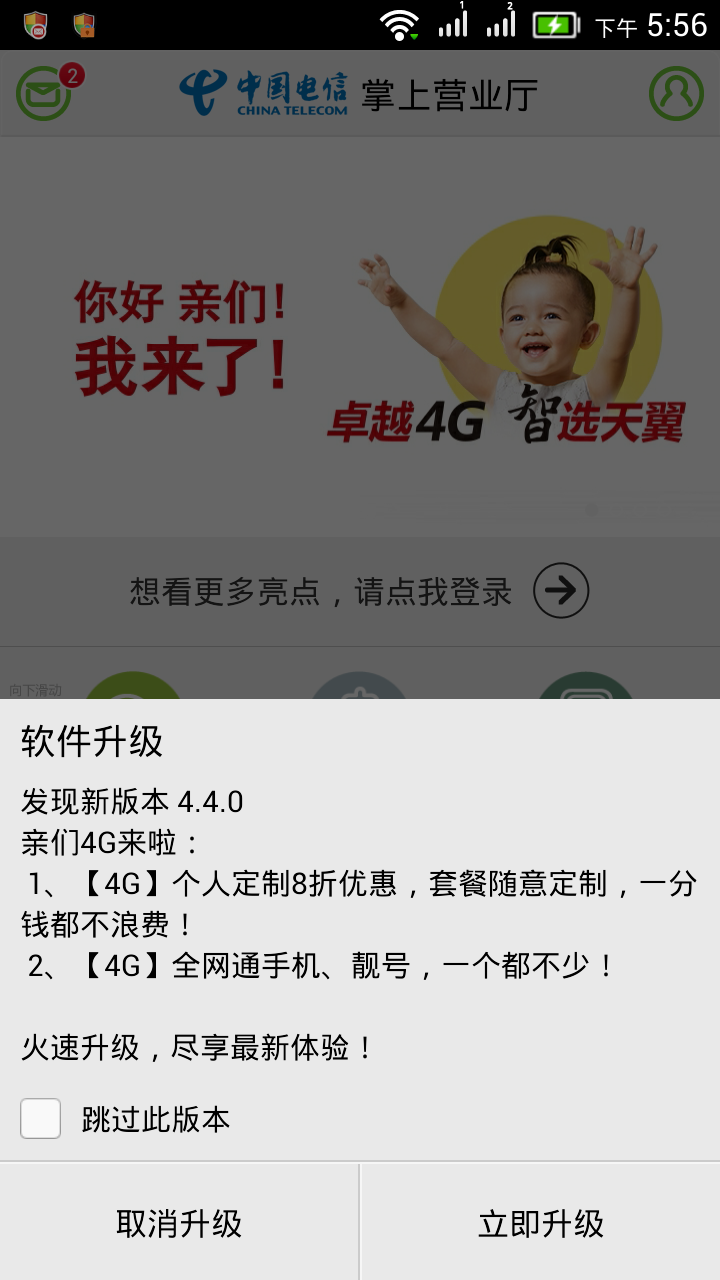 1
2
下午 5:56
2
中国电信
CHINA TELECOM
掌上营业厅
你好 亲们!
我来了!
卓越4G 智选天翼
想看更多亮点，请点我登录
向下滑动
软件升级
发现新版本 4.4.0
亲们4G来啦：
1、【4G】个人定制8折优惠，套餐随意定制，一分
钱都不浪费！
2、【4G】全网通手机、靓号，一个都不少！
火速升级，尽享最新体验！
跳过此版本
取消升级
立即升级